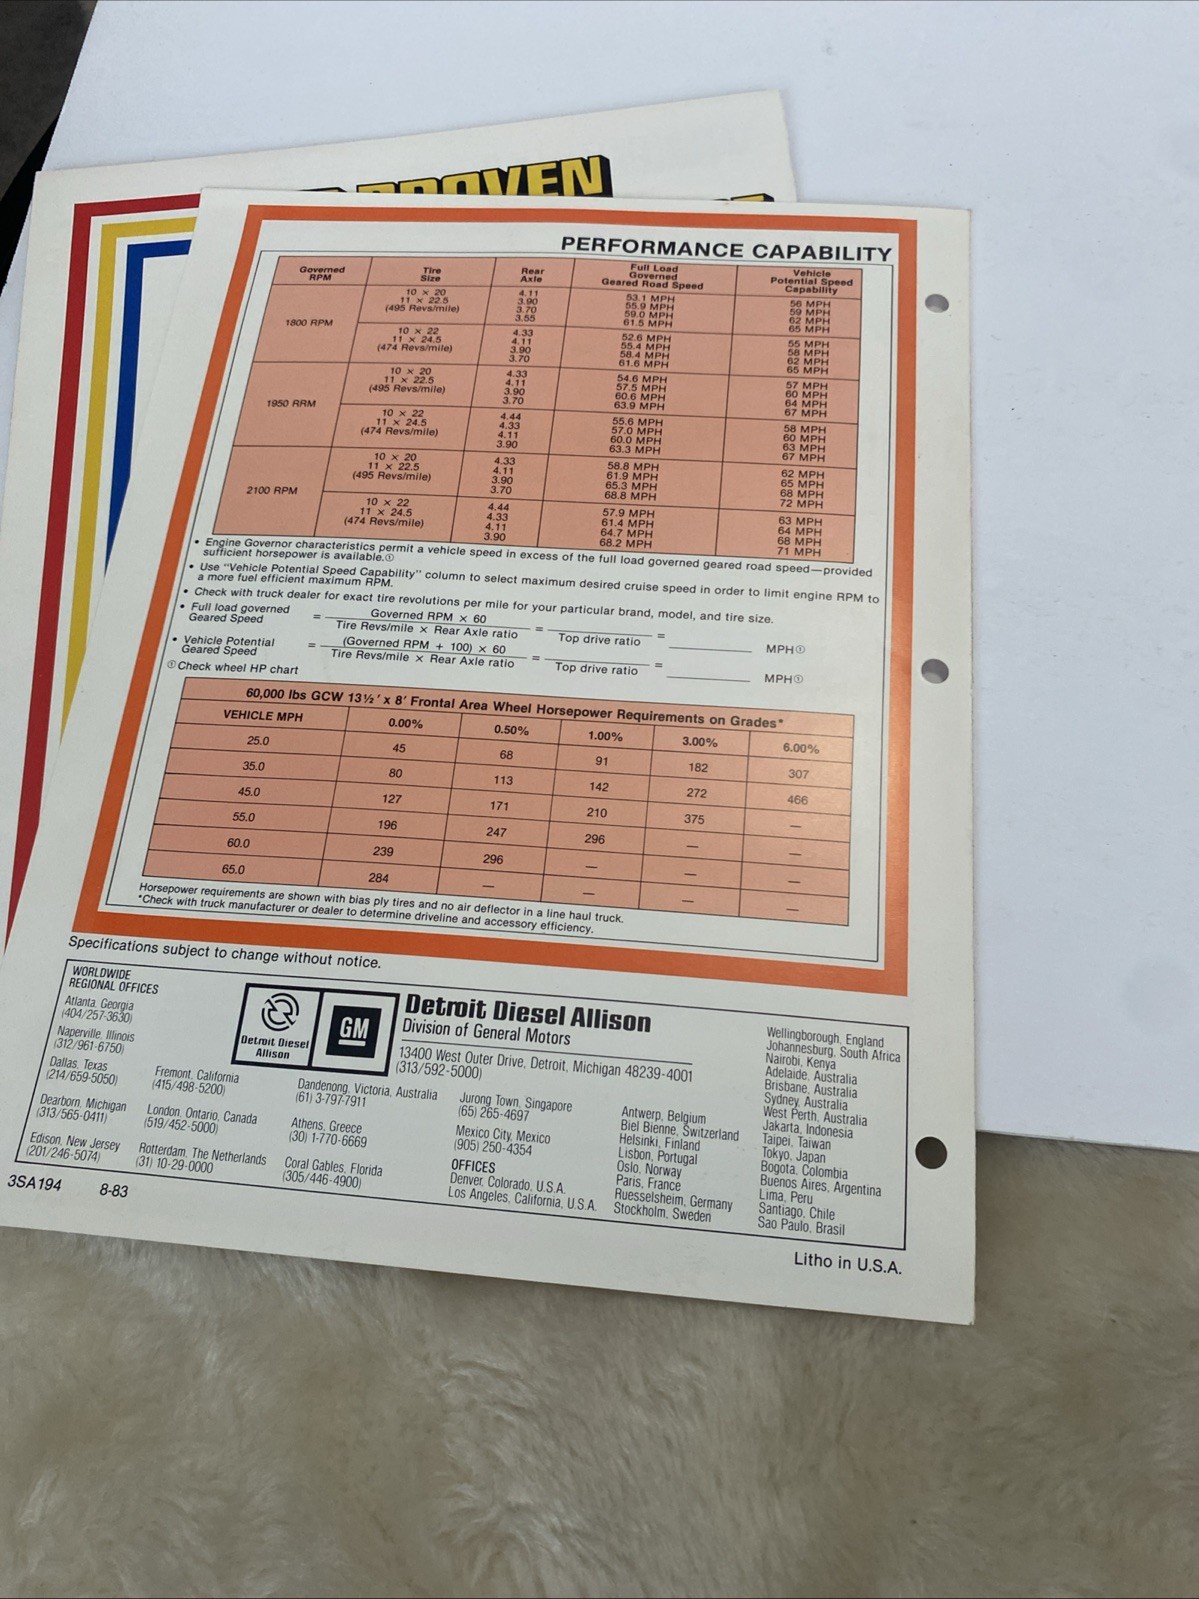 PROVEN
PERFORMANCE CAPABILITY
Governed RPM Tire Size Rear Axle Full Load Governed Geared Road Speed Vehicle Potential Speed Capability
1800 RPM
10 × 20
11 × 22.5
(495 Revs/mile)
4.11 53.1 MPH 56 MPH
3.90 55.9 MPH 59 MPH
3.70 59.0 MPH 62 MPH
3.55 61.5 MPH 65 MPH
10 × 22
11 × 24.5
(474 Revs/mile)
4.33 52.6 MPH 55 MPH
4.11 55.4 MPH 58 MPH
3.90 58.4 MPH 62 MPH
3.70 61.6 MPH 65 MPH
1950 RRM
10 × 20
11 × 22.5
(495 Revs/mile)
4.33 54.6 MPH 57 MPH
4.11 57.5 MPH 60 MPH
3.90 60.6 MPH 64 MPH
3.70 63.9 MPH 67 MPH
10 × 22
11 × 24.5
(474 Revs/mile)
4.44 55.6 MPH 58 MPH
4.33 57.0 MPH 60 MPH
4.11 60.0 MPH 63 MPH
3.90 63.3 MPH 67 MPH
2100 RPM
10 × 20
11 × 22.5
(495 Revs/mile)
4.33 58.8 MPH 62 MPH
4.11 61.9 MPH 65 MPH
3.90 65.3 MPH 68 MPH
3.70 68.8 MPH 72 MPH
10 × 22
11 × 24.5
(474 Revs/mile)
4.44 57.9 MPH 63 MPH
4.33 61.4 MPH 64 MPH
4.11 64.7 MPH 68 MPH
3.90 68.2 MPH 71 MPH
• Engine Governor characteristics permit a vehicle speed in excess of the full load governed geared road speed—provided
sufficient horsepower is available.①
• Use "Vehicle Potential Speed Capability" column to select maximum desired cruise speed in order to limit engine RPM to
a more fuel efficient maximum RPM.
• Check with truck dealer for exact tire revolutions per mile for your particular brand, model, and tire size.
• Full load governed
Geared Speed
= Governed RPM × 60
Tire Revs/mile × Rear Axle ratio
= Top drive ratio = MPH①
• Vehicle Potential
Geared Speed
= (Governed RPM + 100) × 60
Tire Revs/mile × Rear Axle ratio
= Top drive ratio = MPH①
①Check wheel HP chart
60,000 lbs GCW 13½' x 8' Frontal Area Wheel Horsepower Requirements on Grades*
VEHICLE MPH 0.00% 0.50% 1.00% 3.00% 6.00%
25.0 45 68 91 182 307
35.0 80 113 142 272 466
45.0 127 171 210 375 —
55.0 196 247 296 — —
60.0 239 296 — — —
65.0 284 — — — —
Horsepower requirements are shown with bias ply tires and no air deflector in a line haul truck.
*Check with truck manufacturer or dealer to determine driveline and accessory efficiency.
Specifications subject to change without notice.
WORLDWIDE
REGIONAL OFFICES
Atlanta, Georgia
(404/257-3630)
Naperville, Illinois
(312/961-6750)
Dallas, Texas
(214/659-5050)
Dearborn, Michigan
(313/565-0411)
Edison, New Jersey
(201/246-5074)
Fremont, California
(415/498-5200)
London, Ontario, Canada
(519/452-5000)
Rotterdam, The Netherlands
(31) 10-29-0000
Detroit Diesel
Allison
GM
Detroit Diesel Allison
Division of General Motors
13400 West Outer Drive, Detroit, Michigan 48239-4001
(313/592-5000)
Dandenong, Victoria, Australia
(61) 3-797-7911
Athens, Greece
(30) 1-770-6669
Coral Gables, Florida
(305/446-4900)
Jurong Town, Singapore
(65) 265-4697
Mexico City, Mexico
(905) 250-4354
OFFICES
Denver, Colorado, U.S.A.
Los Angeles, California, U.S.A.
Antwerp, Belgium
Biel Bienne, Switzerland
Helsinki, Finland
Lisbon, Portugal
Oslo, Norway
Paris, France
Ruesselsheim, Germany
Stockholm, Sweden
Wellingborough, England
Johannesburg, South Africa
Nairobi, Kenya
Adelaide, Australia
Brisbane, Australia
Sydney, Australia
West Perth, Australia
Jakarta, Indonesia
Taipei, Taiwan
Tokyo, Japan
Bogota, Colombia
Buenos Aires, Argentina
Lima, Peru
Santiago, Chile
Sao Paulo, Brasil
3SA194 8-83
Litho in U.S.A.